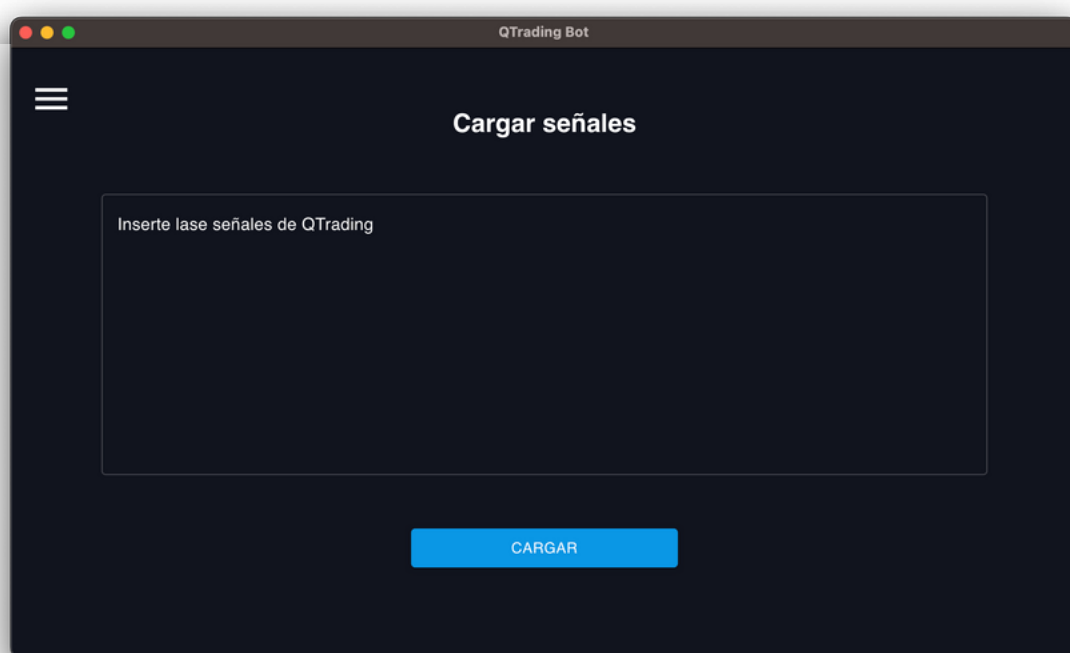 QTrading Bot
Cargar señales
Inserte lase señales de QTrading
CARGAR